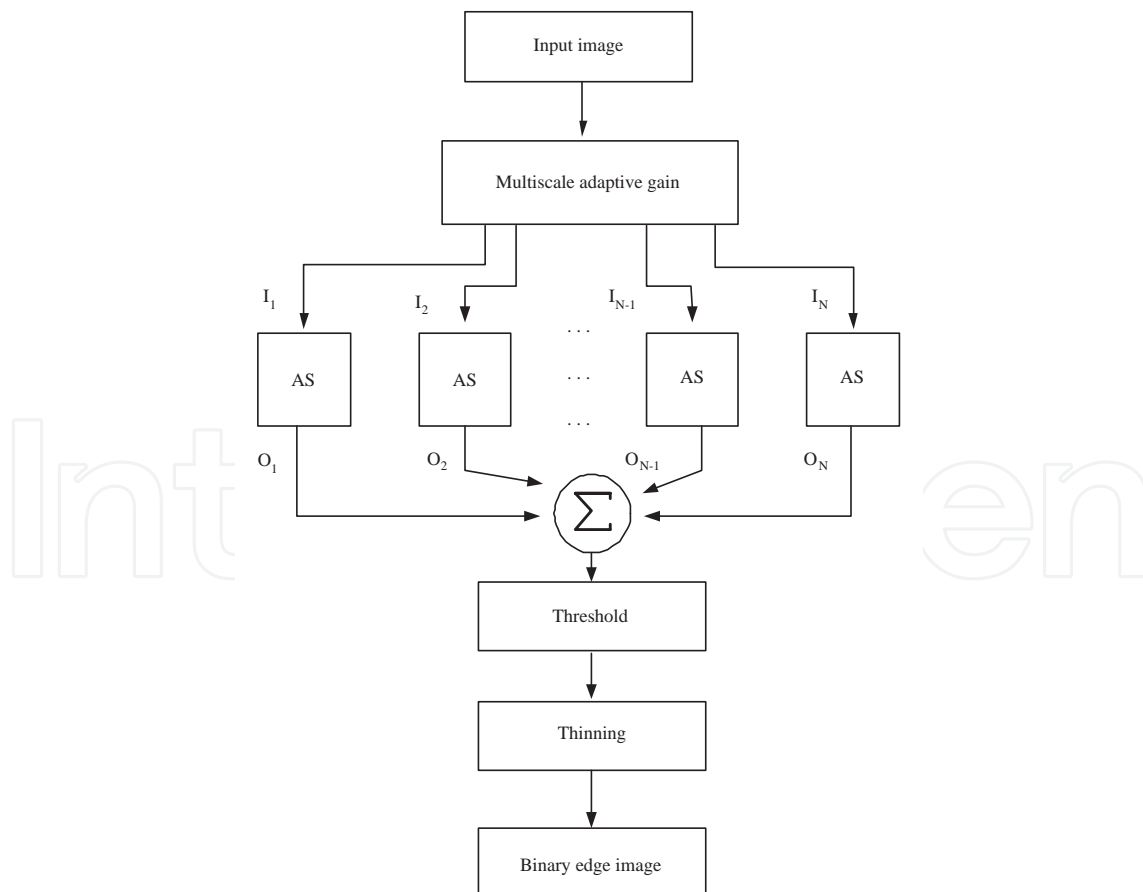 Input image
Multiscale adaptive gain
I1 I2 IN-1 IN
. . .
AS AS . . . AS AS
. . .
O1 O2 ON-1 ON
Σ
Threshold
Thinning
Binary edge image